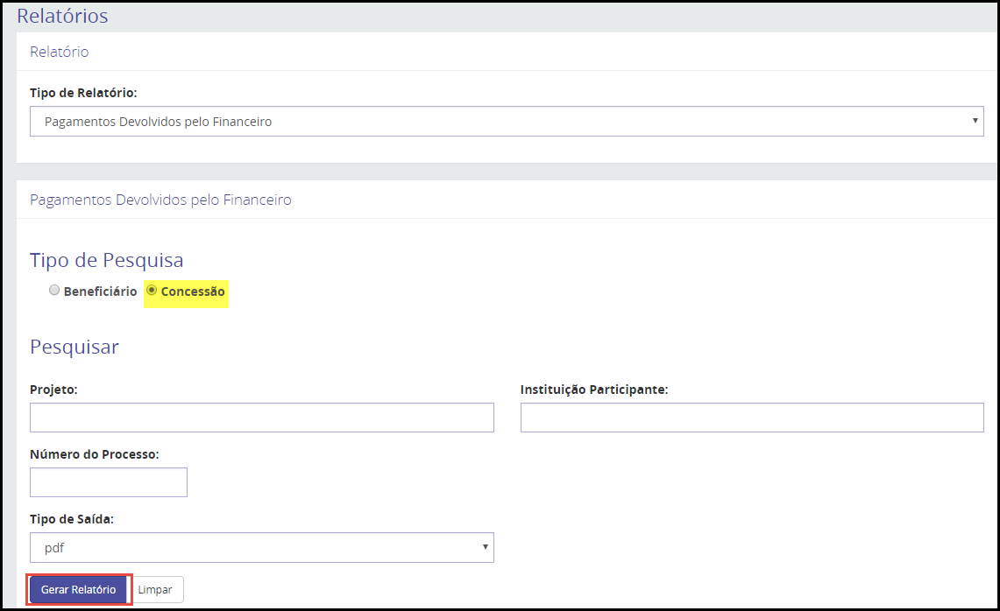 Relatórios
Relatório
Tipo de Relatório:
Pagamentos Devolvidos pelo Financeiro
Pagamentos Devolvidos pelo Financeiro
Tipo de Pesquisa
Beneficiário Concessão
Pesquisar
Projeto: Instituição Participante:
Número do Processo:
Tipo de Saída:
pdf
Gerar Relatório Limpar